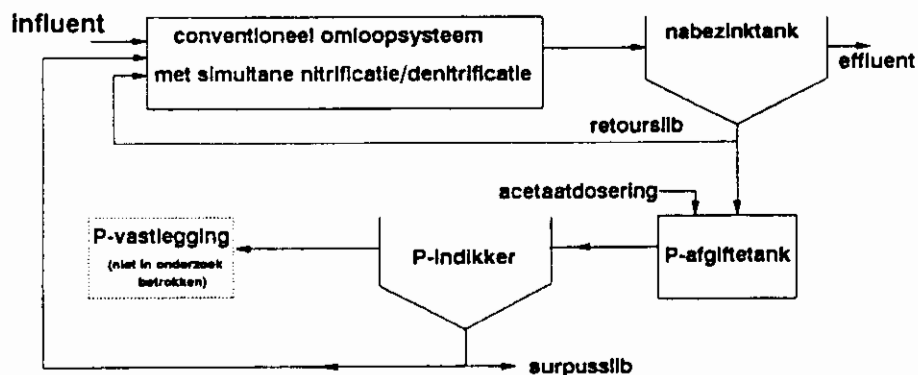 influent
conventioneel omloopsysteem
met simultane nitrificatie/denitrificatie
nabezinktank
effluent
retourslib
acetaatdosering
P-vastlegging
(niet in onderzoek
betrokken)
P-indikker
P-afgiftetank
surpusslib